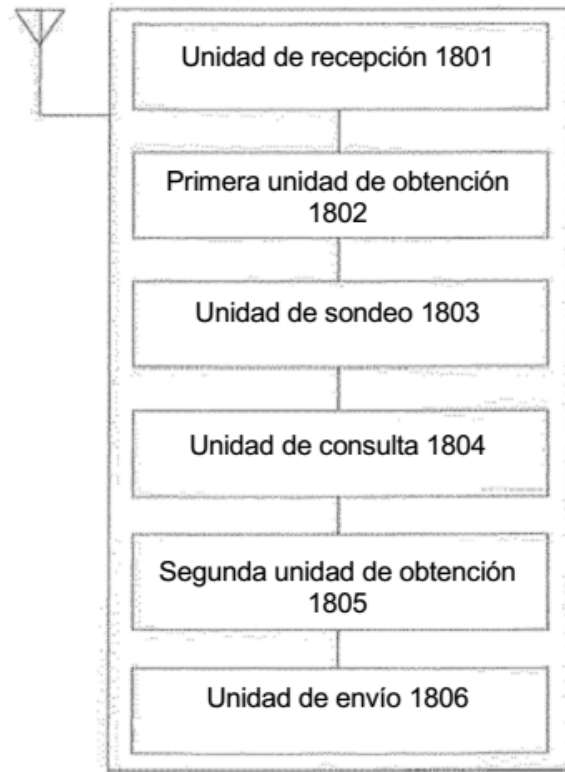 Unidad de recepción 1801
Primera unidad de obtención
1802
Unidad de sondeo 1803
Unidad de consulta 1804
Segunda unidad de obtención
1805
Unidad de envío 1806